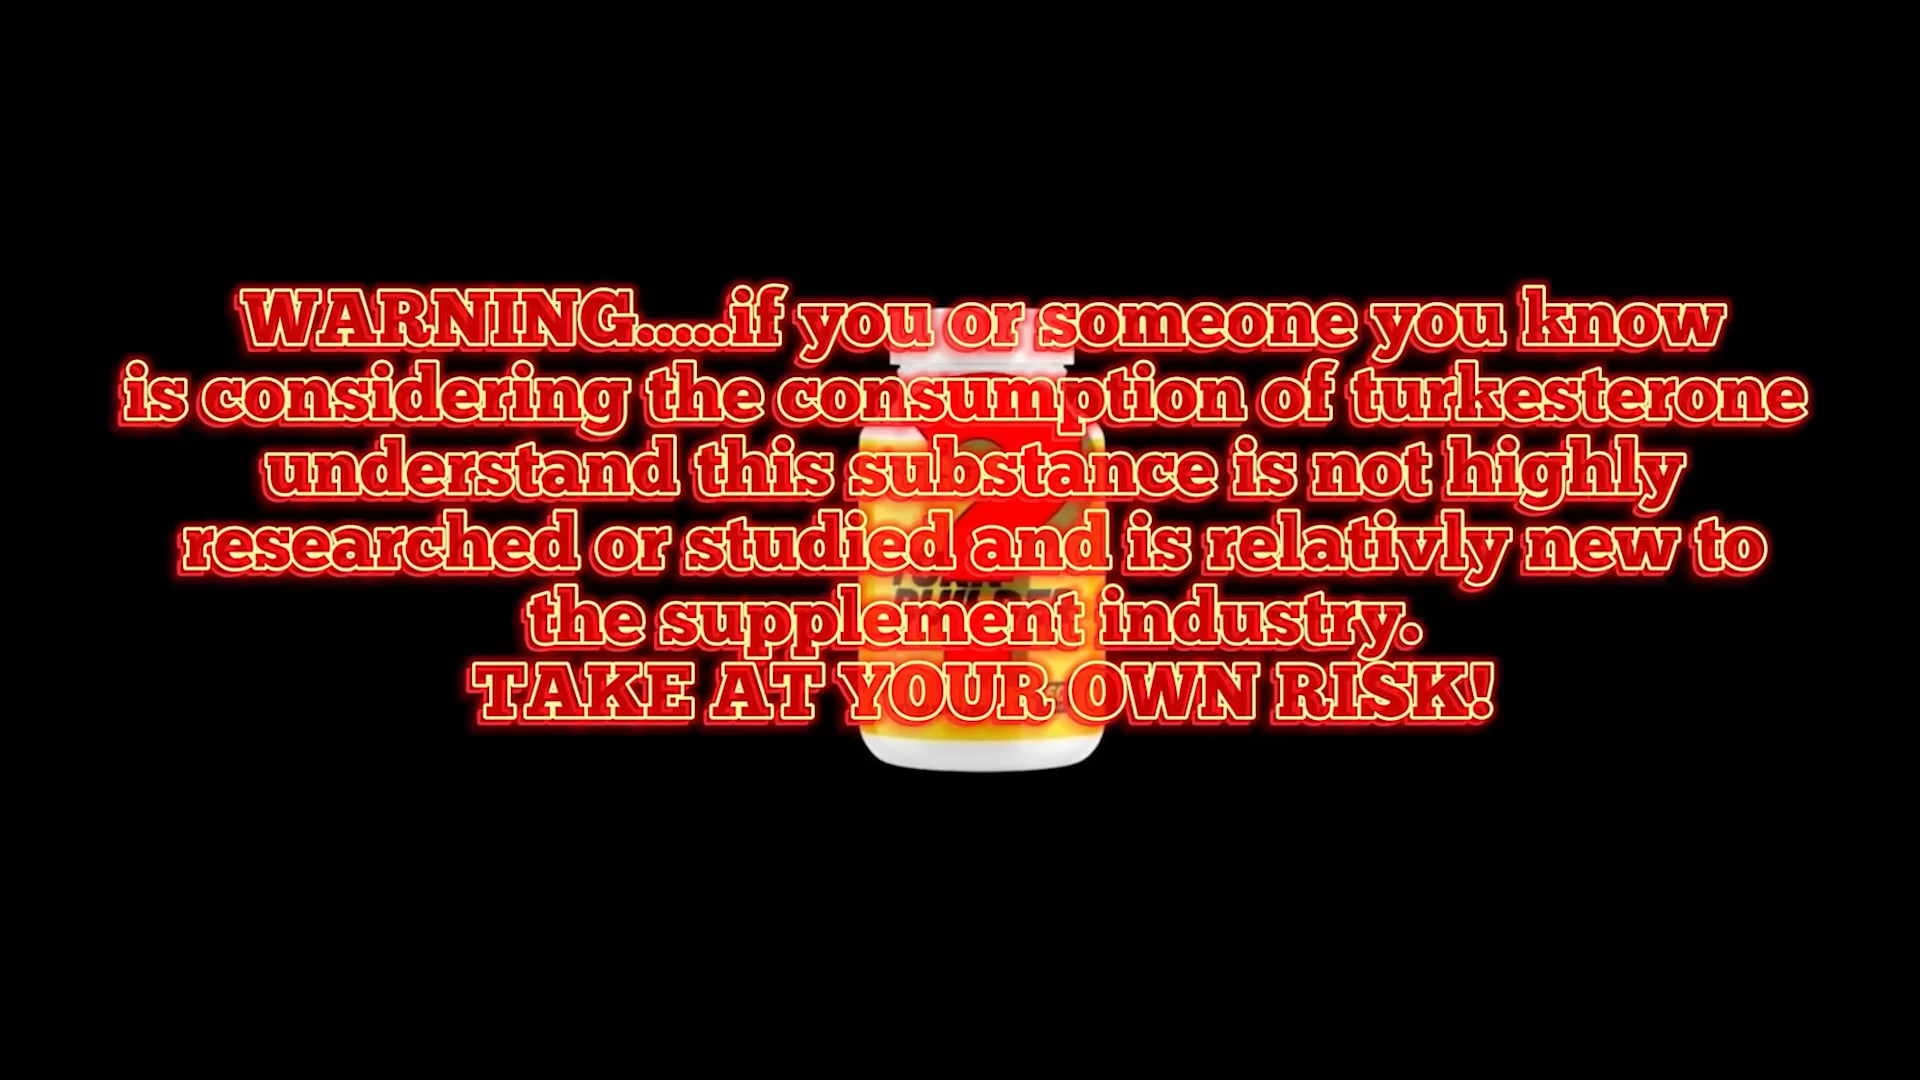 WARNING.....if you or someone you know
is considering the consumption of turkesterone
understand this substance is not highly
researched or studied and is relativly new to
the supplement industry.
TAKE AT YOUR OWN RISK!